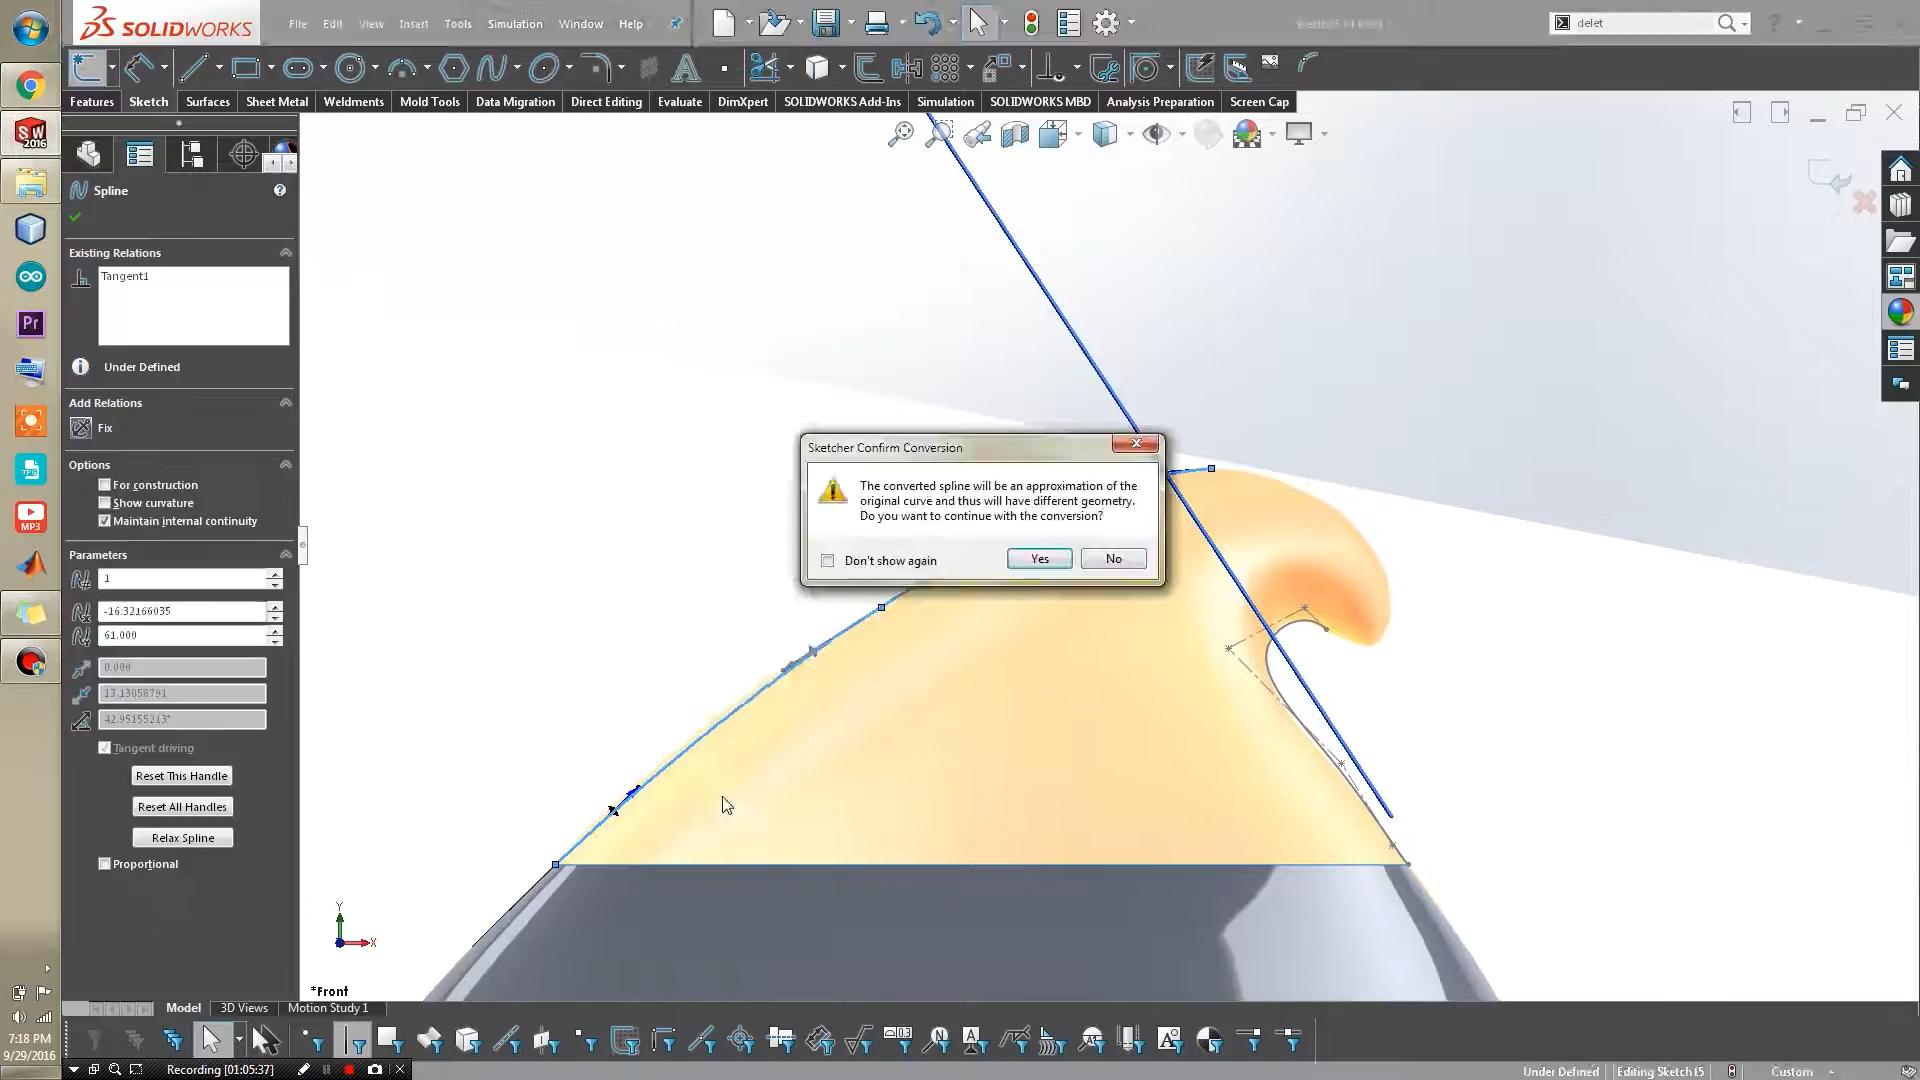 SOLIDWORKS
File Edit View Insert Tools Simulation Window Help
delet
Features Sketch Surfaces Sheet Metal Weldments Mold Tools Data Migration Direct Editing Evaluate DimXpert SOLIDWORKS Add-Ins Simulation SOLIDWORKS MBD Analysis Preparation Screen Cap
SW
2016
Pr
JPG
MP3
Spline
Existing Relations
Tangent1
Under Defined
Add Relations
Fix
Options
For construction
Show curvature
Maintain internal continuity
Parameters
1
-16.32166035
61.000
0.000
17.13058791
42.95155213°
Tangent driving
Reset This Handle
Reset All Handles
Relax Spline
Proportional
Sketcher Confirm Conversion
The converted spline will be an approximation of the
original curve and thus will have different geometry.
Do you want to continue with the conversion?
Don't show again
Yes
No
Y
X
*Front
Model 3D Views Motion Study 1
7:18 PM
9/29/2016
Recording [01:05:37]
Under Defined
Editing Sketch15
Custom